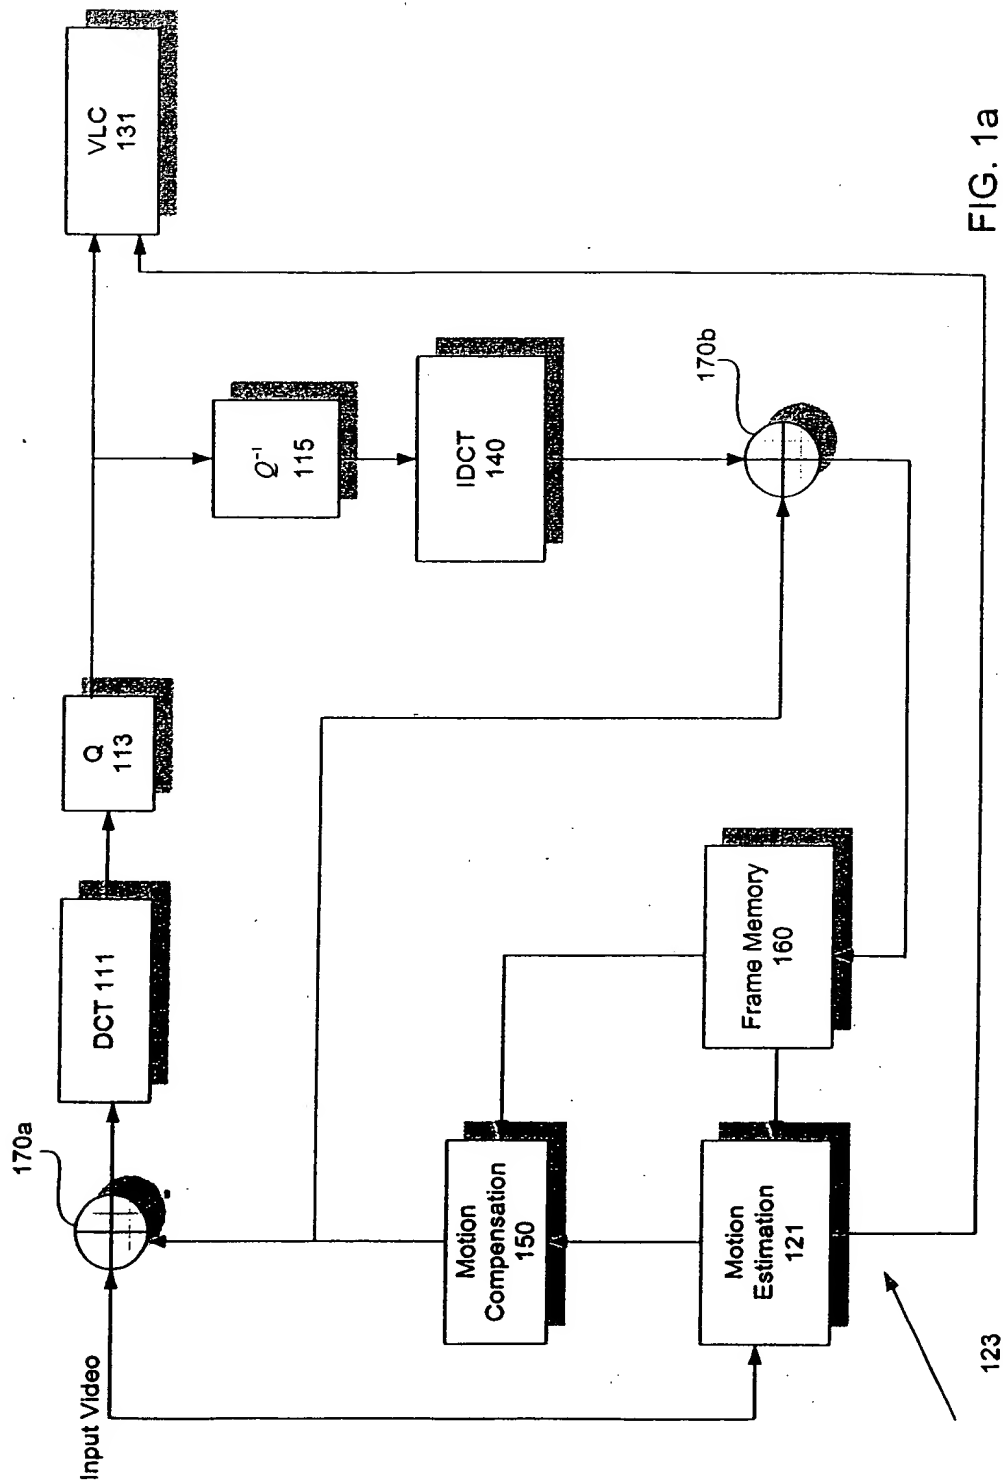 Input Video
170a
DCT 111
Q
113
VLC
131
Q⁻¹
115
IDCT
140
170b
Motion
Compensation
150
Frame Memory
160
Motion
Estimation
121
123
FIG. 1a